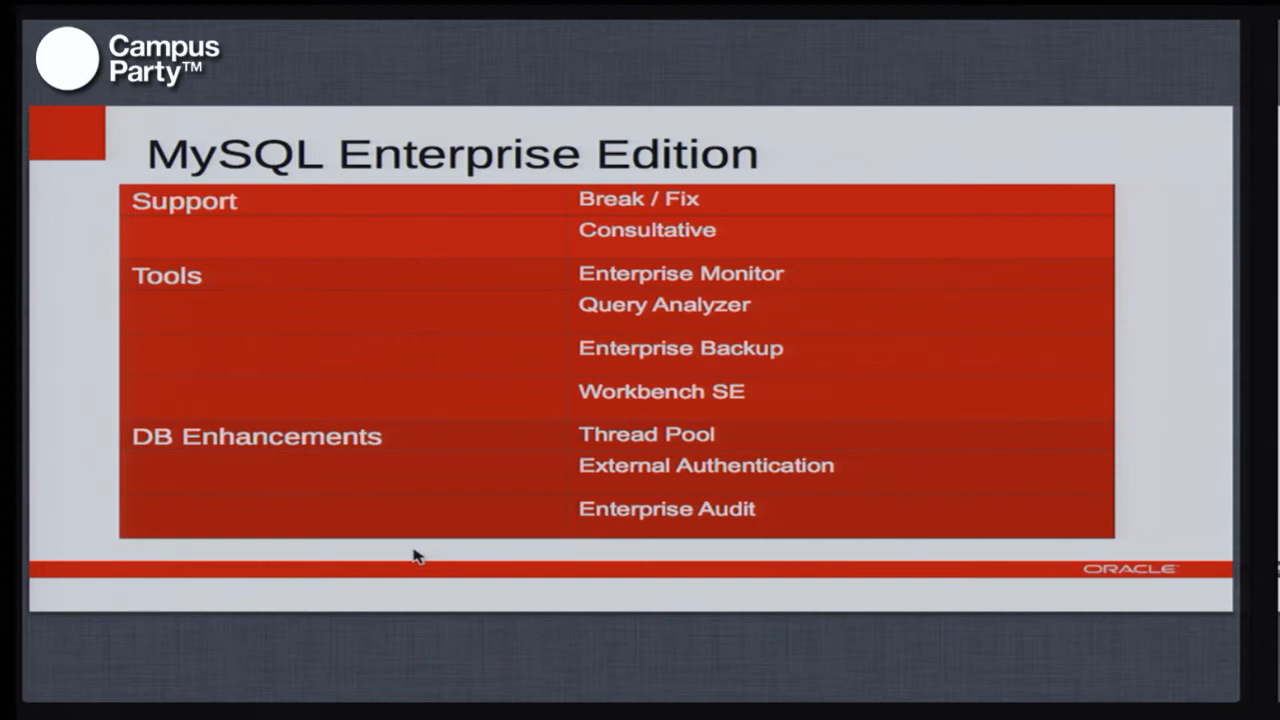 Campus
Party™
MySQL Enterprise Edition
Support Break / Fix
Consultative
Tools Enterprise Monitor
Query Analyzer
Enterprise Backup
Workbench SE
DB Enhancements Thread Pool
External Authentication
Enterprise Audit
ORACLE